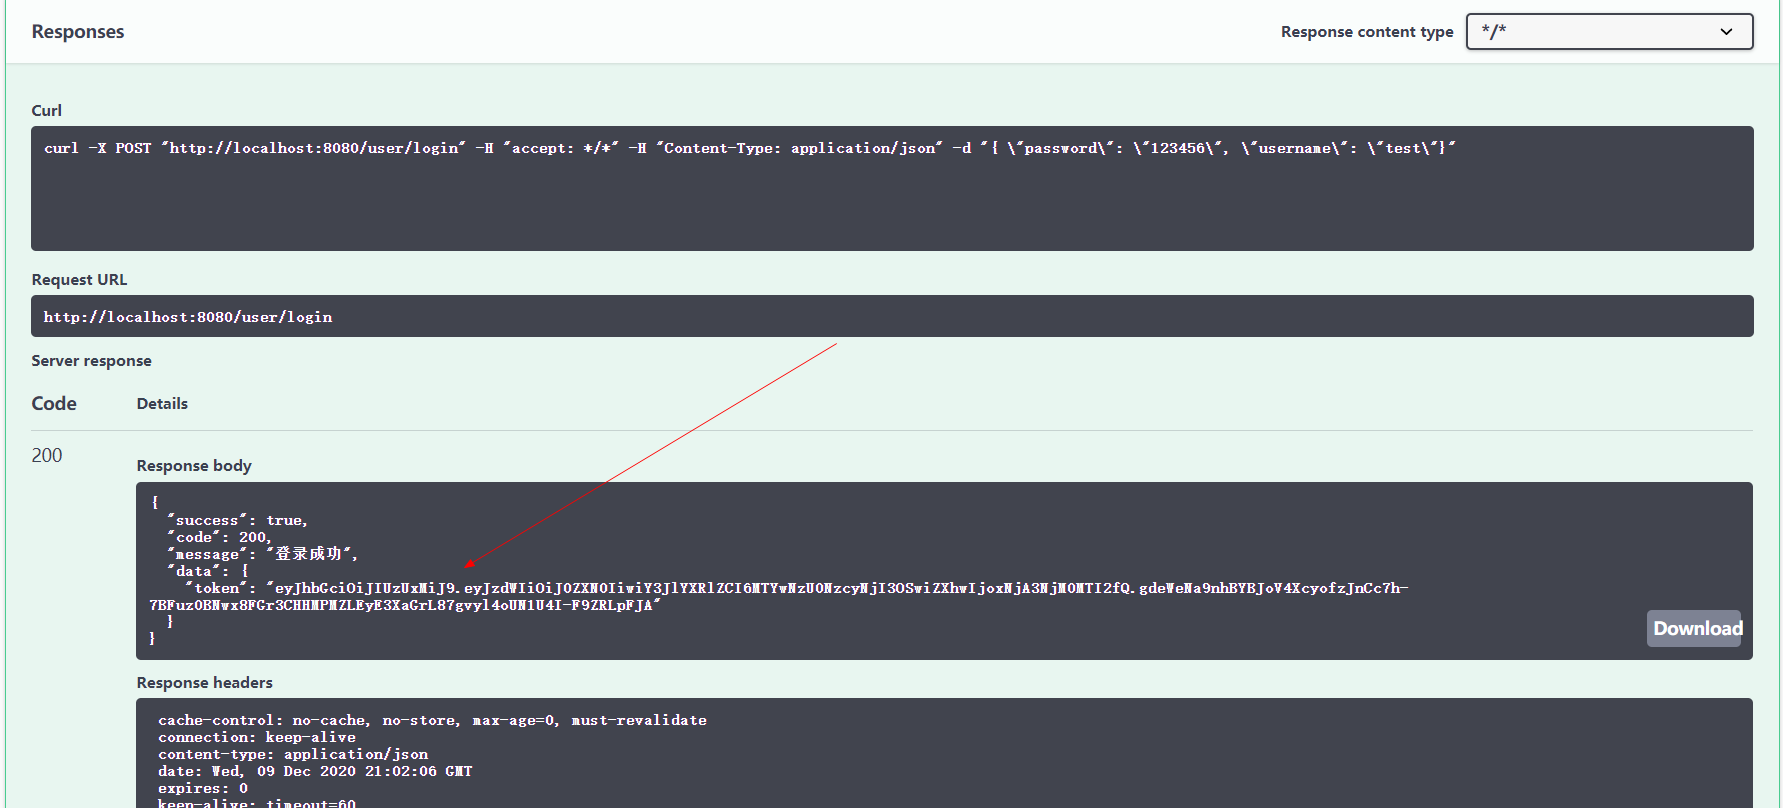 Responses
Response content type
*/*
Curl
curl -X POST "http://localhost:8080/user/login" -H "accept: */*" -H "Content-Type: application/json" -d "{ \"password\": \"123456\", \"username\": \"test\"}"
Request URL
http://localhost:8080/user/login
Server response
Code
Details
200
Response body
{
"success": true,
"code": 200,
"message": "登录成功",
"data": {
"token": "eyJhbGciOiJIUzUxMiJ9.eyJzdWIiOiJ0ZXN0IiwiY3JlYXRlZCI6MTYwNzU0NzcyNjI3OSwiZXhwIjoxNjA3NjM0MTI2fQ.gdeWeNa9nhBYBJoV4XcyofzJnCc7h-
7BFuz0BNwx8FGr3CHHMPMZLEyE3XaGrL87gvyl4oUN1U4I-F9ZRLpFJA"
}
}
Download
Response headers
cache-control: no-cache, no-store, max-age=0, must-revalidate
connection: keep-alive
content-type: application/json
date: Wed, 09 Dec 2020 21:02:06 GMT
expires: 0
keep-alive: timeout=60